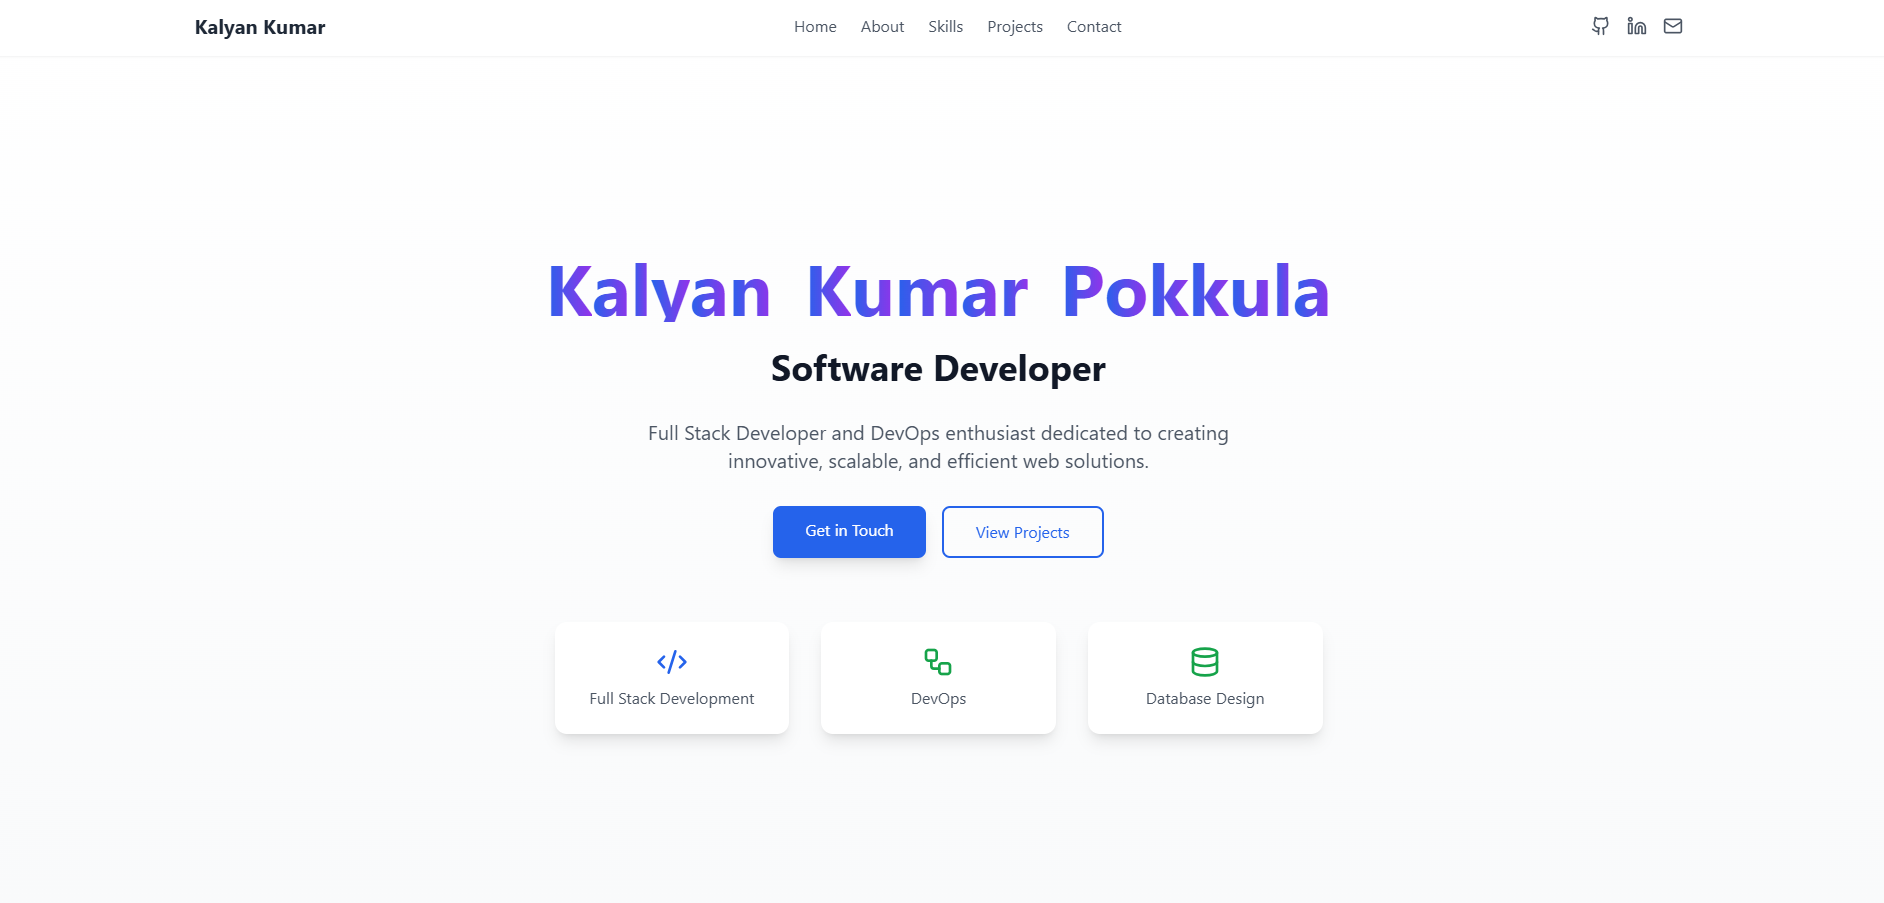 Kalyan Kumar
Home About Skills Projects Contact
Kalyan Kumar Pokkula
Software Developer
Full Stack Developer and DevOps enthusiast dedicated to creating
innovative, scalable, and efficient web solutions.
Get in Touch
View Projects
Full Stack Development
DevOps
Database Design